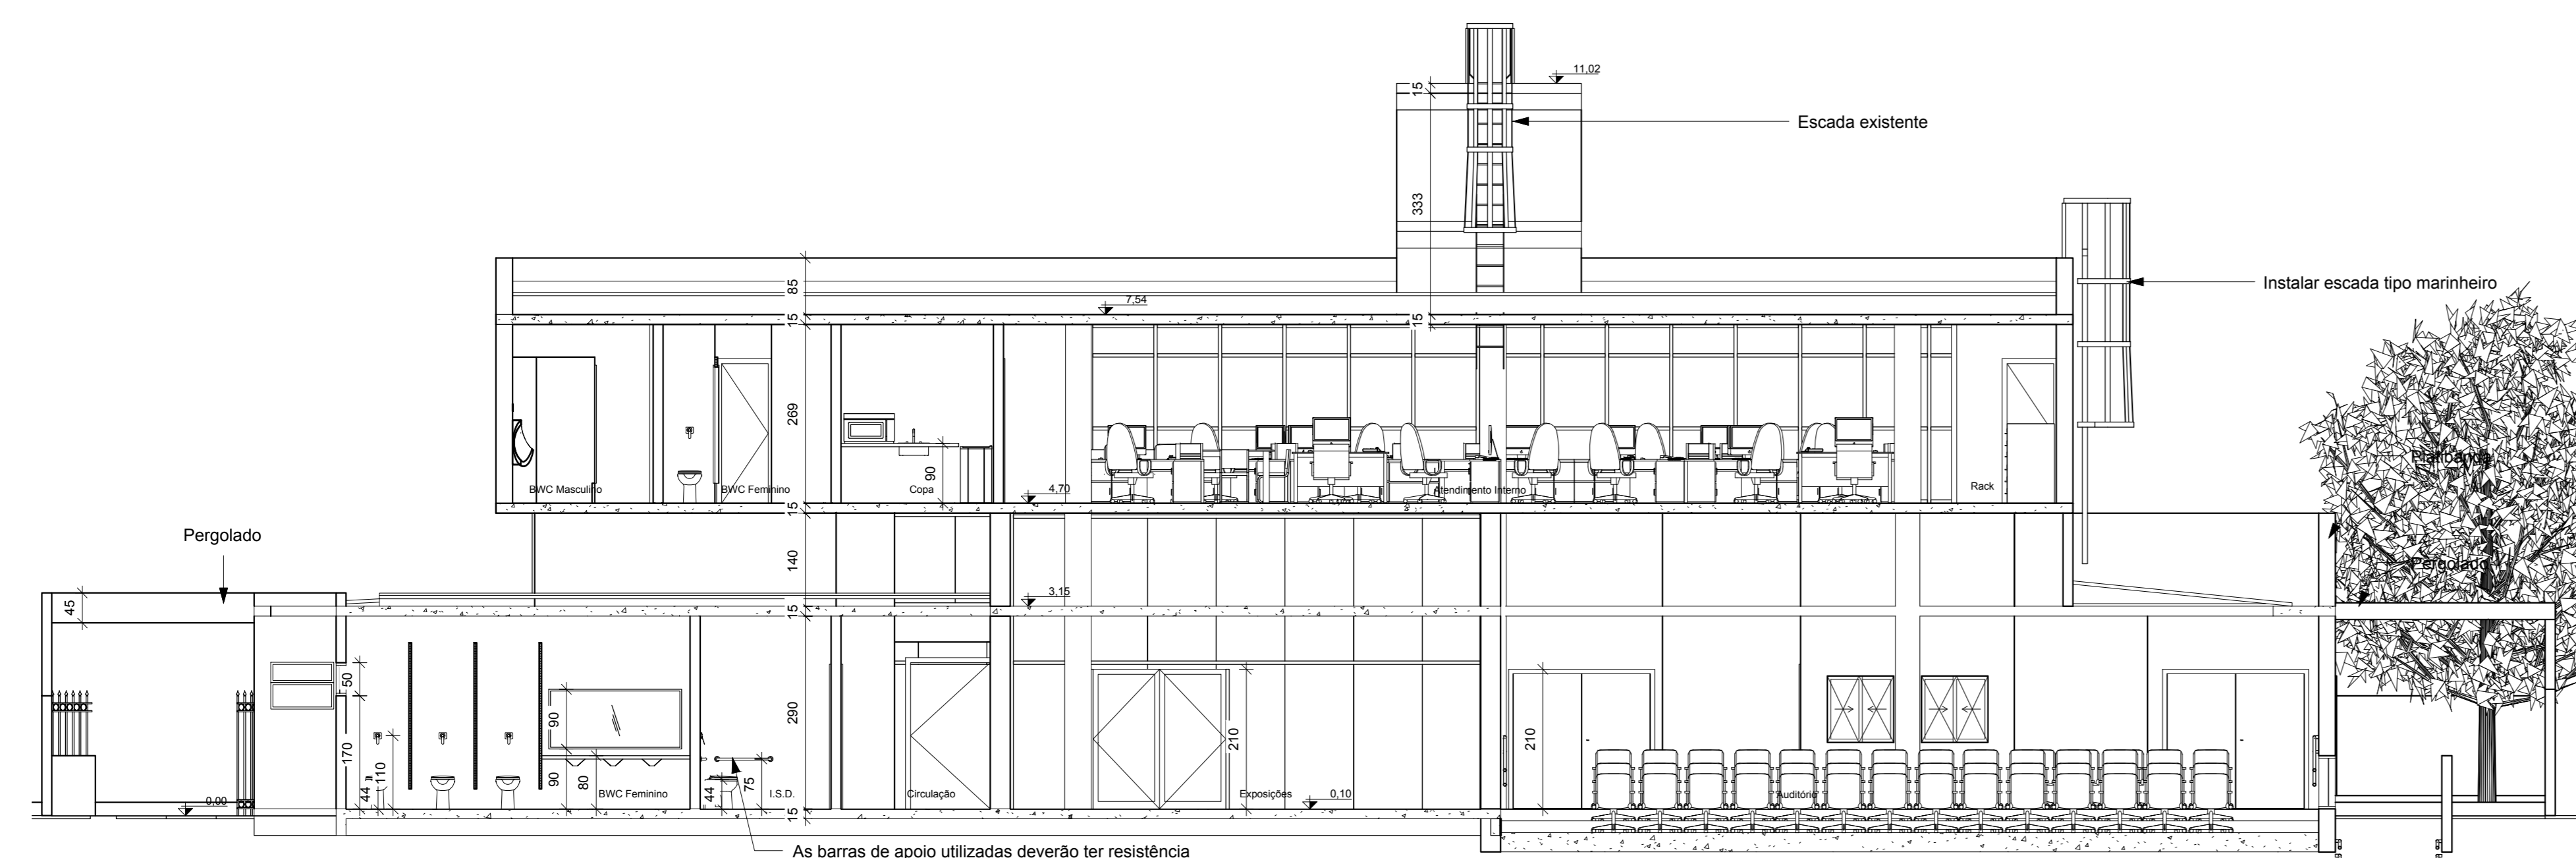 11,02
15
Escada existente
333
Instalar escada tipo marinheiro
85
7,54
15
15
269
90
BWC Masculino
BWC Feminino
Copa
4,70
Atendimento Interno
Rack
Platibanda
15
Pergolado
140
Pergolado
45
3,15
15
50
290
90
210
210
170
110
44
90
80
44
75
0,00
BWC Feminino
I.S.D.
Circulação
Exposições
0,10
Auditório
15
As barras de apoio utilizadas deverão ter resistência